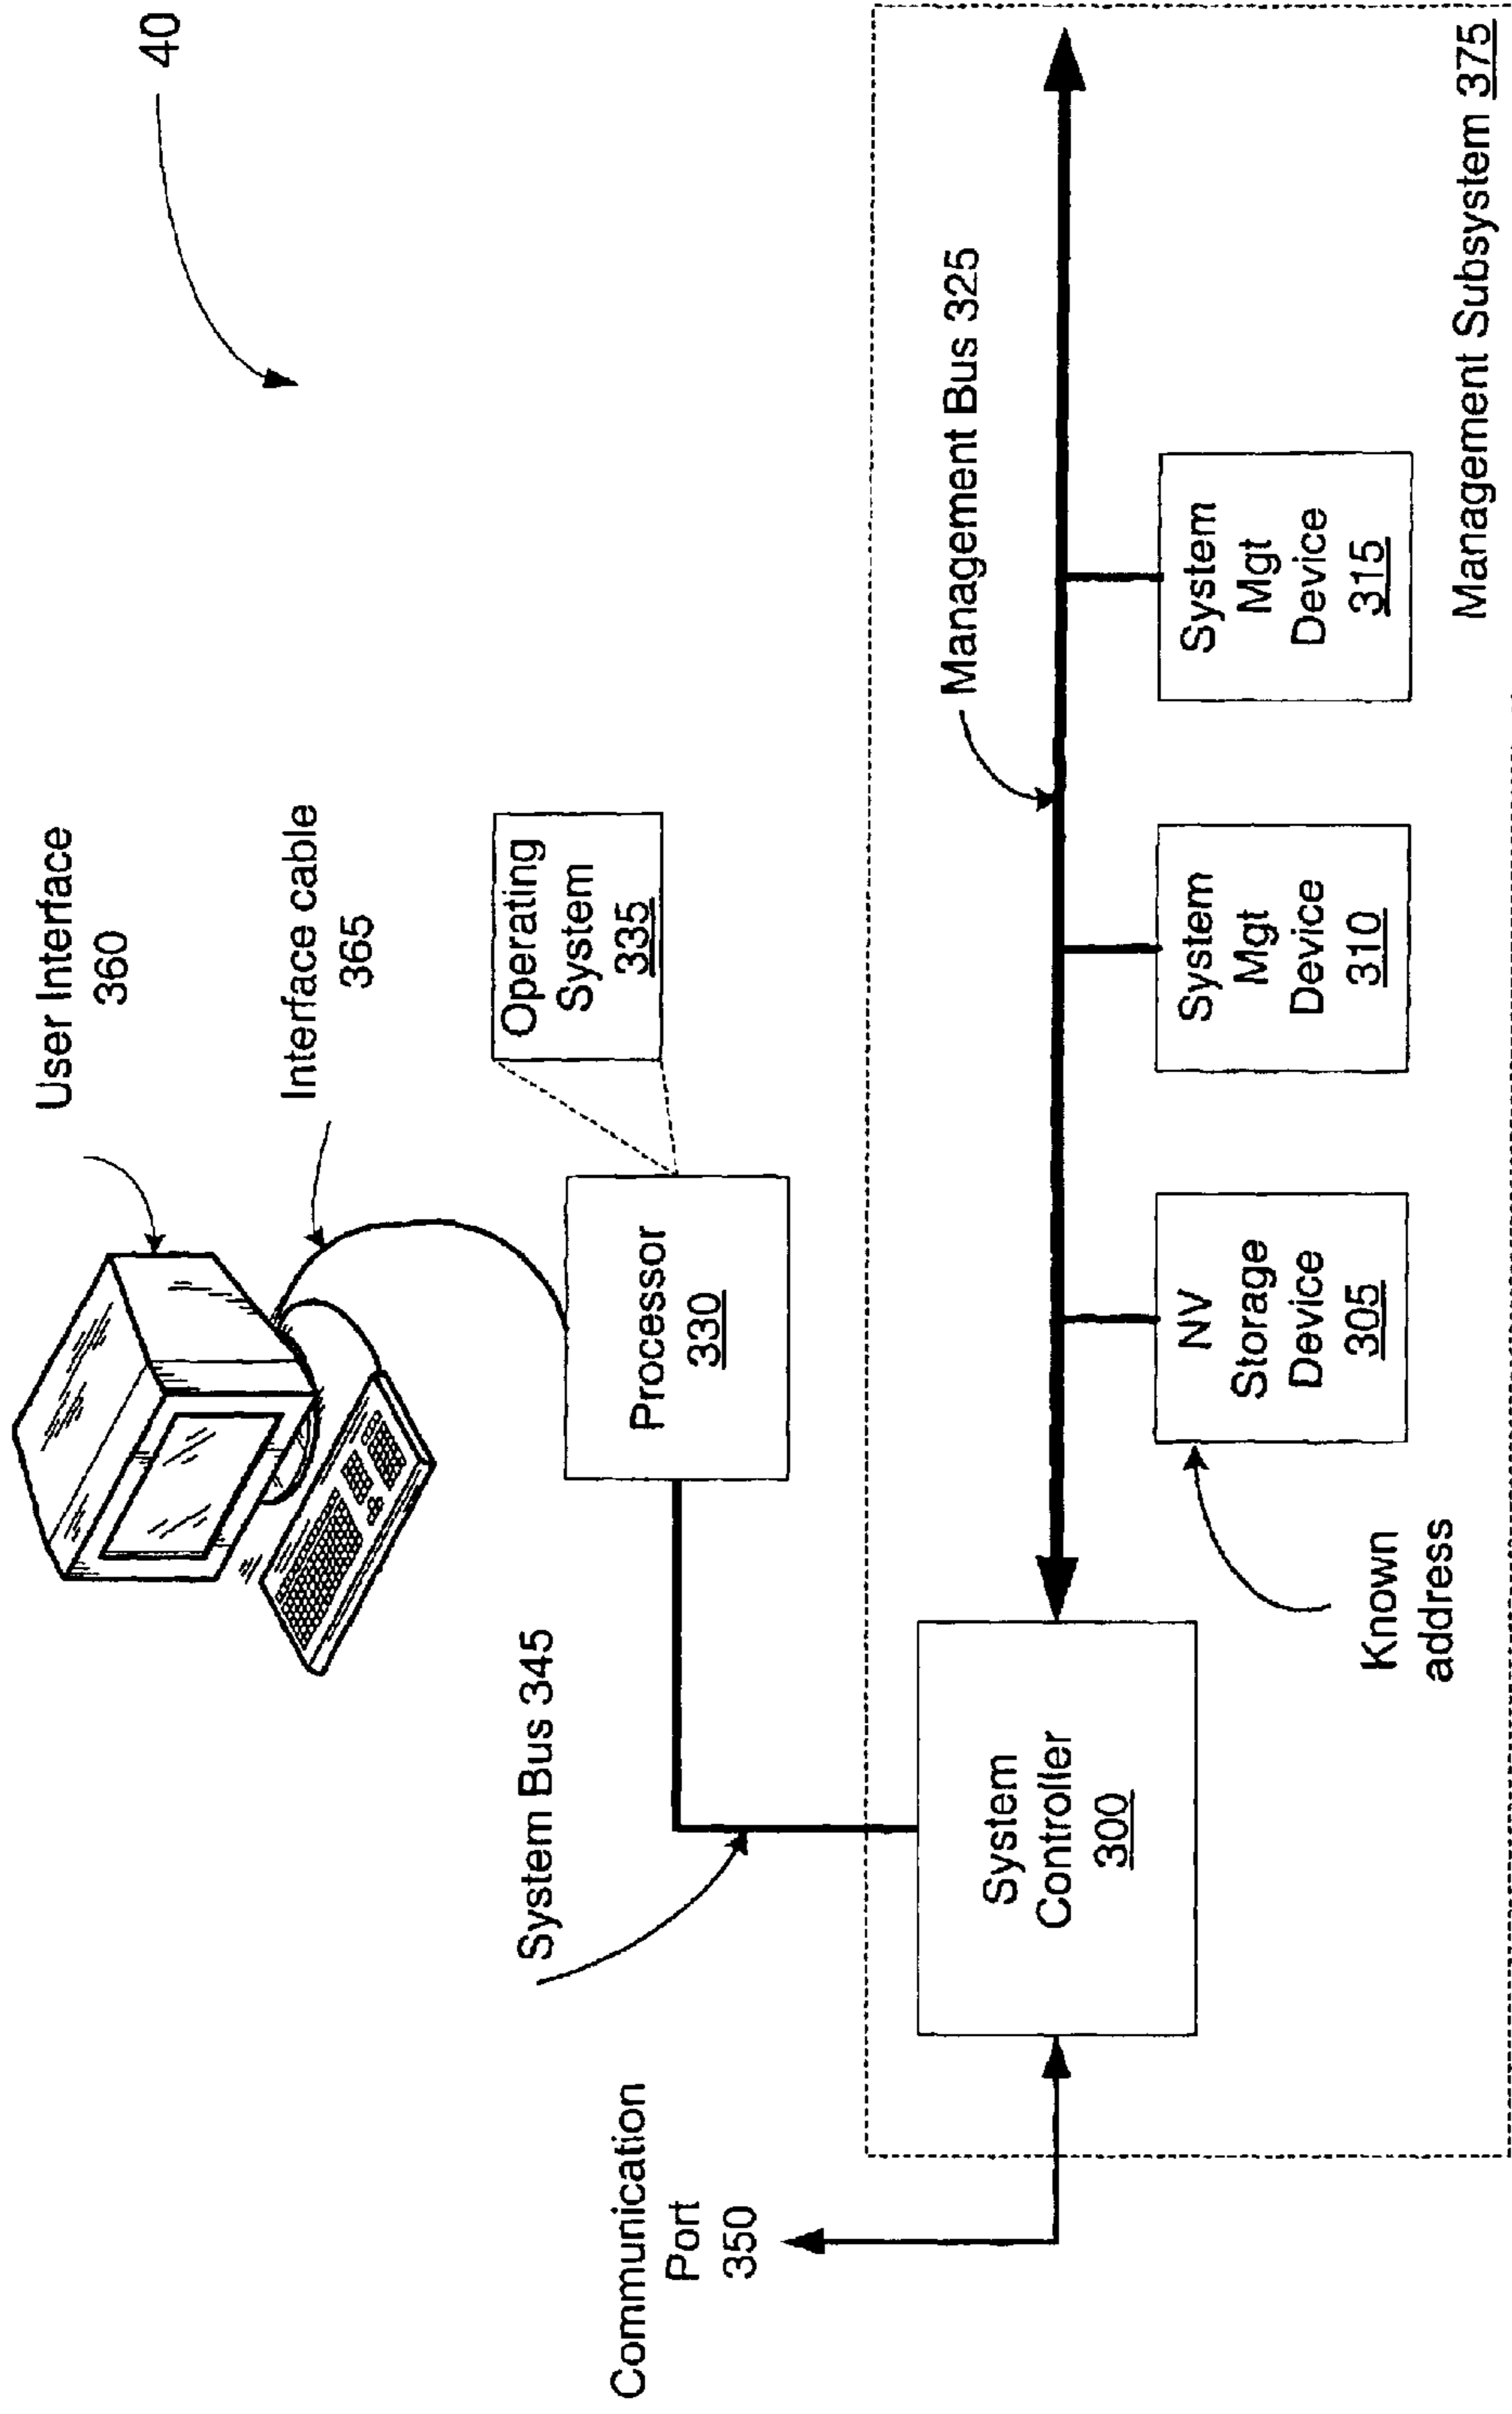 40
User Interface
360
Interface cable
365
Operating
System
335
Processor
330
System Bus 345
Communication
Port
350
Management Bus 325
System
Controller
300
NV
Storage
Device
305
System
Mgt
Device
310
System
Mgt
Device
315
Known
address
Management Subsystem 375